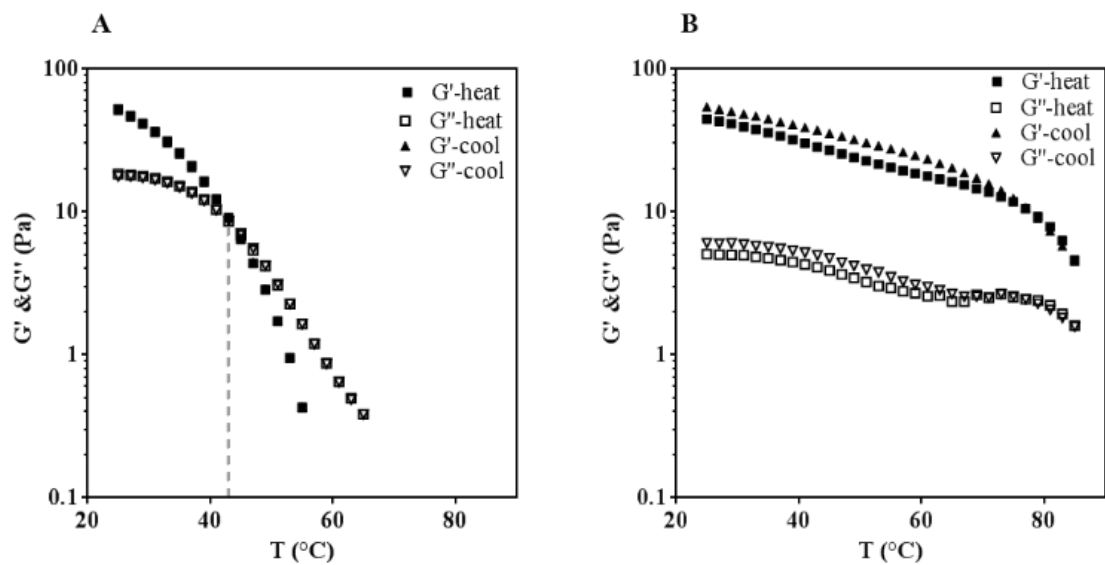 A
100
10
1
0.1
G' &G'' (Pa)
20
40
60
80
T (°C)
G'-heat
G''-heat
G'-cool
G''-cool
B
100
10
1
0.1
G' &G'' (Pa)
20
40
60
80
T (°C)
G'-heat
G''-heat
G'-cool
G''-cool